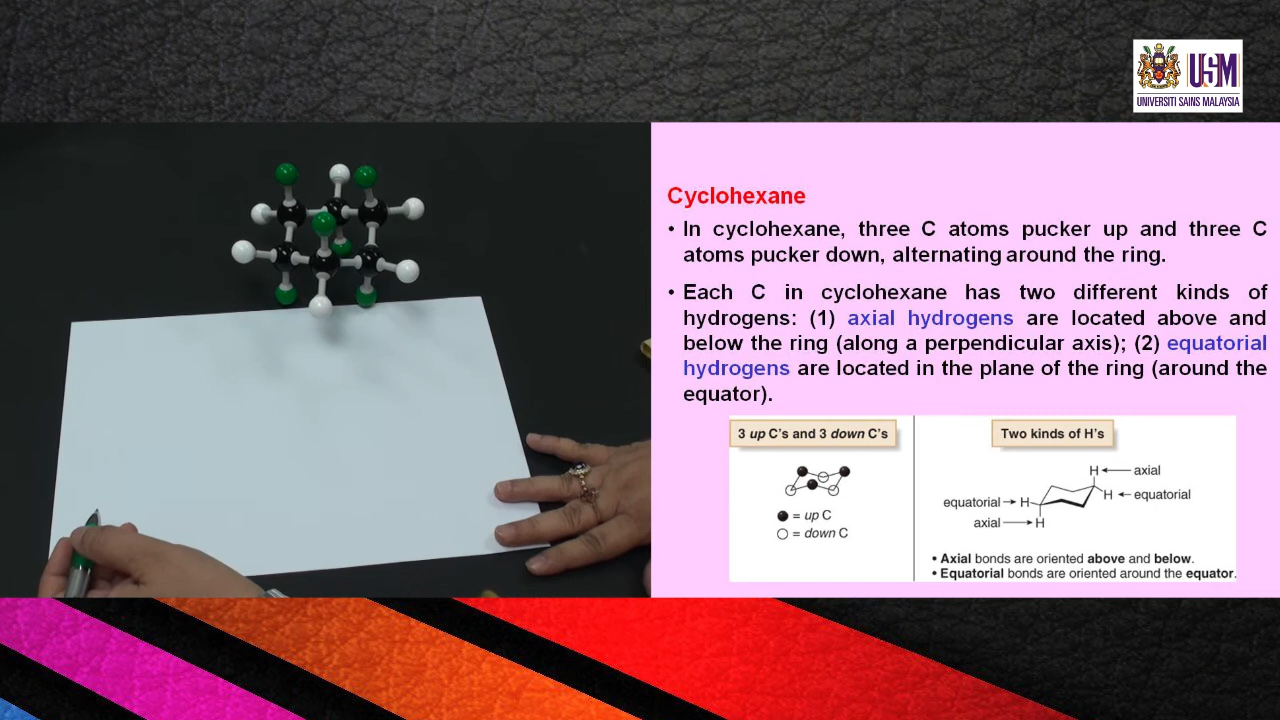 USM
UNIVERSITI SAINS MALAYSIA
Cyclohexane
• In cyclohexane, three C atoms pucker up and three C
atoms pucker down, alternating around the ring.
• Each C in cyclohexane has two different kinds of
hydrogens: (1) axial hydrogens are located above and
below the ring (along a perpendicular axis); (2) equatorial
hydrogens are located in the plane of the ring (around the
equator).
3 up C's and 3 down C's
= up C
= down C
Two kinds of H's
H ← axial
H ← equatorial
equatorial → H
axial → H
• Axial bonds are oriented above and below.
• Equatorial bonds are oriented around the equator.